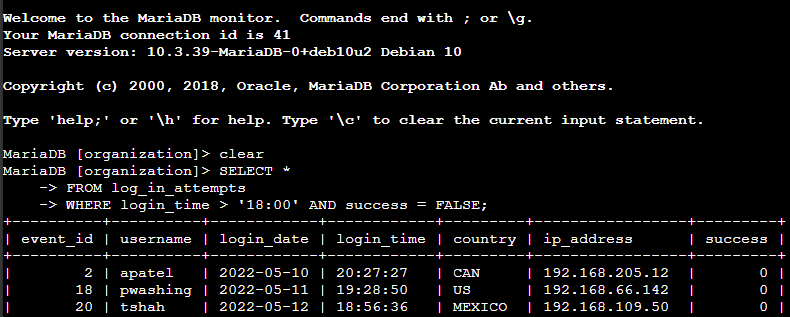 Welcome to the MariaDB monitor.  Commands end with ; or \g.
Your MariaDB connection id is 41
Server version: 10.3.39-MariaDB-0+deb10u2 Debian 10
Copyright (c) 2000, 2018, Oracle, MariaDB Corporation Ab and others.
Type 'help;' or '\h' for help. Type '\c' to clear the current input statement.
MariaDB [organization]> clear
MariaDB [organization]> SELECT *
    -> FROM log_in_attempts
    -> WHERE login_time > '18:00' AND success = FALSE;
+----------+----------+------------+------------+---------+----------------+---------+
| event_id | username | login_date | login_time | country | ip_address     | success |
+----------+----------+------------+------------+---------+----------------+---------+
|        2 | apatel   | 2022-05-10 | 20:27:27   | CAN     | 192.168.205.12 |       0 |
|       18 | pwashing | 2022-05-11 | 19:28:50   | US      | 192.168.66.142 |       0 |
|       20 | tshah    | 2022-05-12 | 18:56:36   | MEXICO  | 192.168.109.50 |       0 |